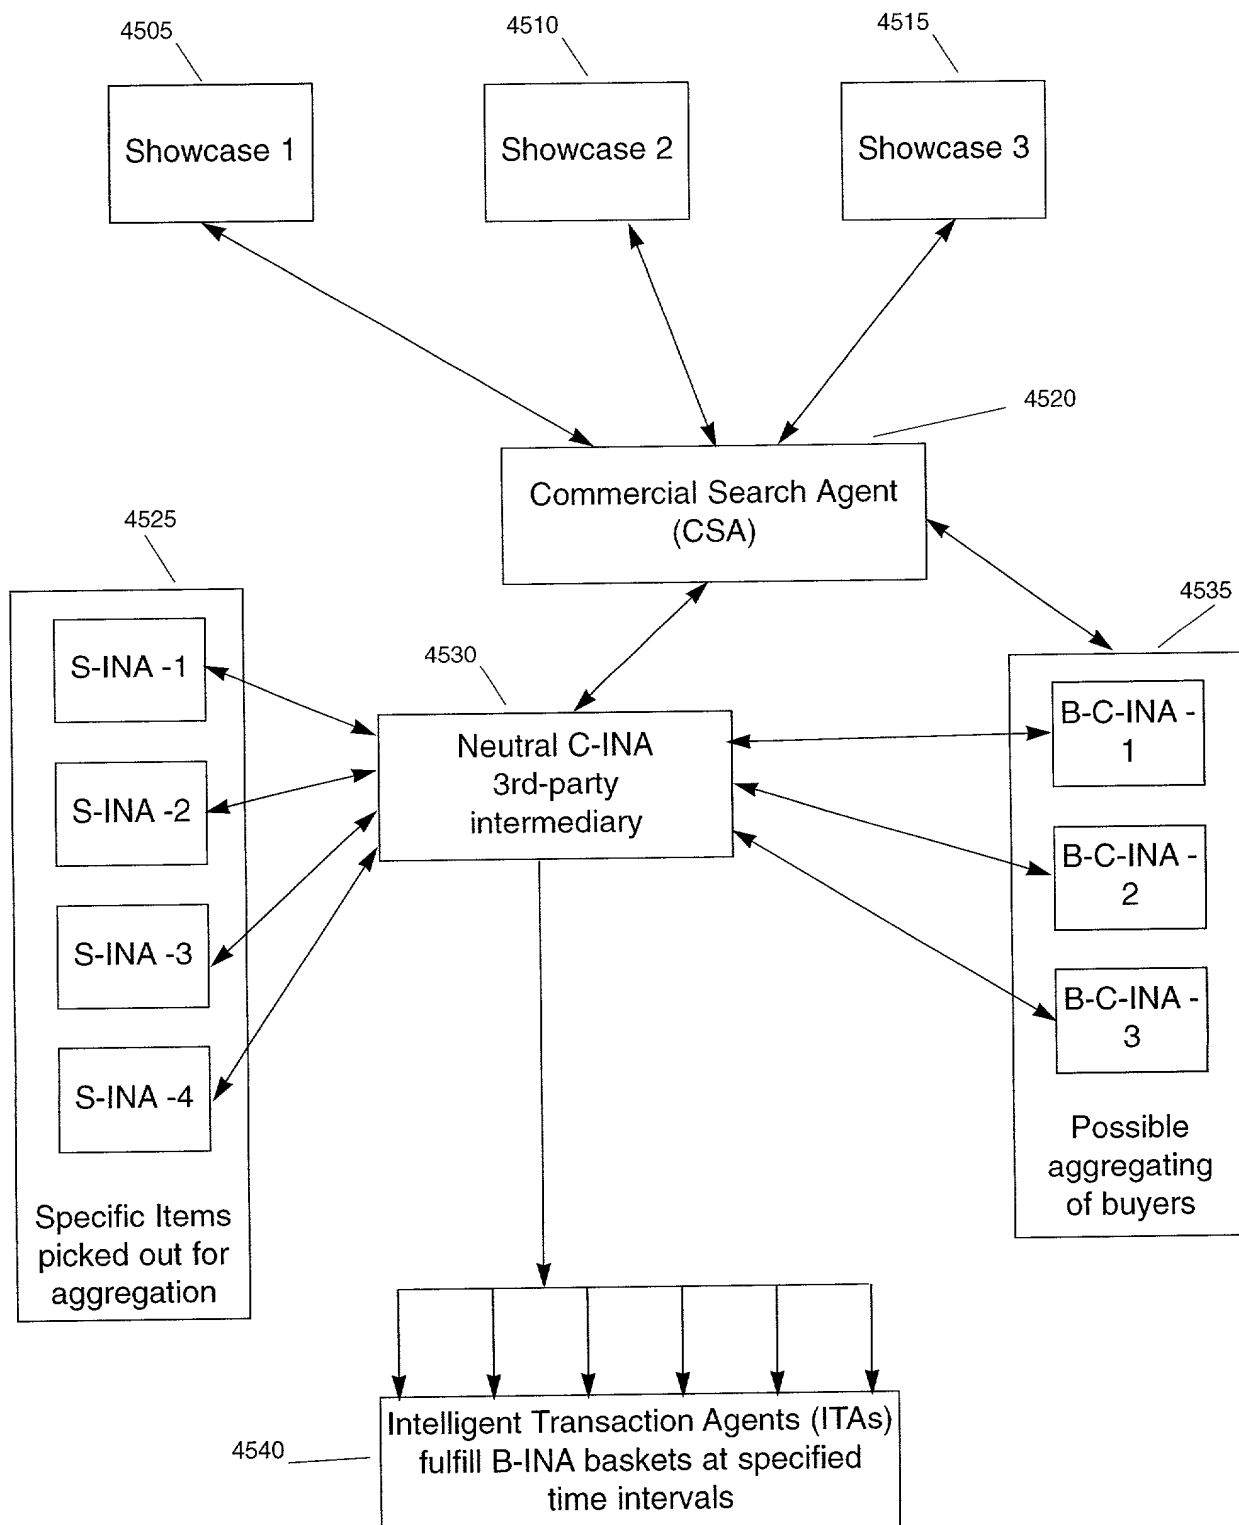 4505
4510
4515
Showcase 1
Showcase 2
Showcase 3
4520
Commercial Search Agent
(CSA)
4525
4535
4530
S-INA -1
S-INA -2
S-INA -3
S-INA -4
Specific Items
picked out for
aggregation
Neutral C-INA
3rd-party
intermediary
B-C-INA -
1
B-C-INA -
2
B-C-INA -
3
Possible
aggregating
of buyers
4540
Intelligent Transaction Agents (ITAs)
fulfill B-INA baskets at specified
time intervals